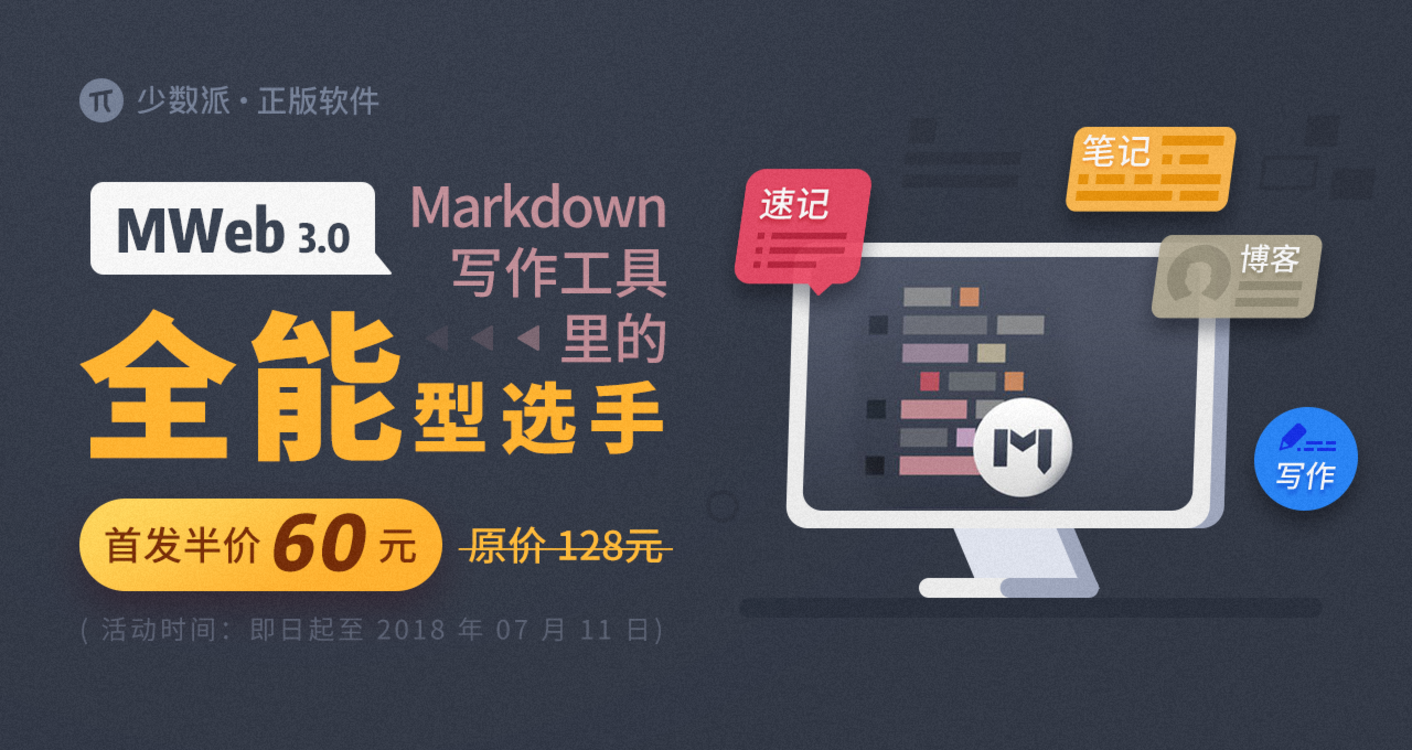 π 少数派·正版软件
MWeb 3.0
Markdown
写作工具
里的
全能型选手
首发半价 60 元
原价 128元
( 活动时间：即日起至 2018 年 07 月 11 日)
速记
笔记
博客
M
写作